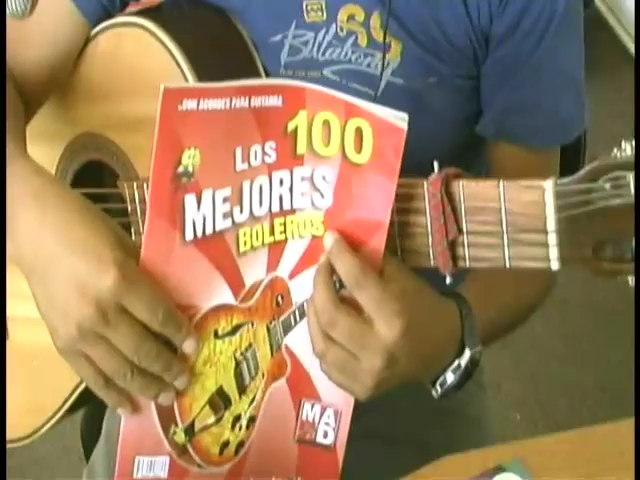 Billabong
...CON ACORDES PARA GUITARRA
LOS 100
MEJORES
BOLEROS
MAD